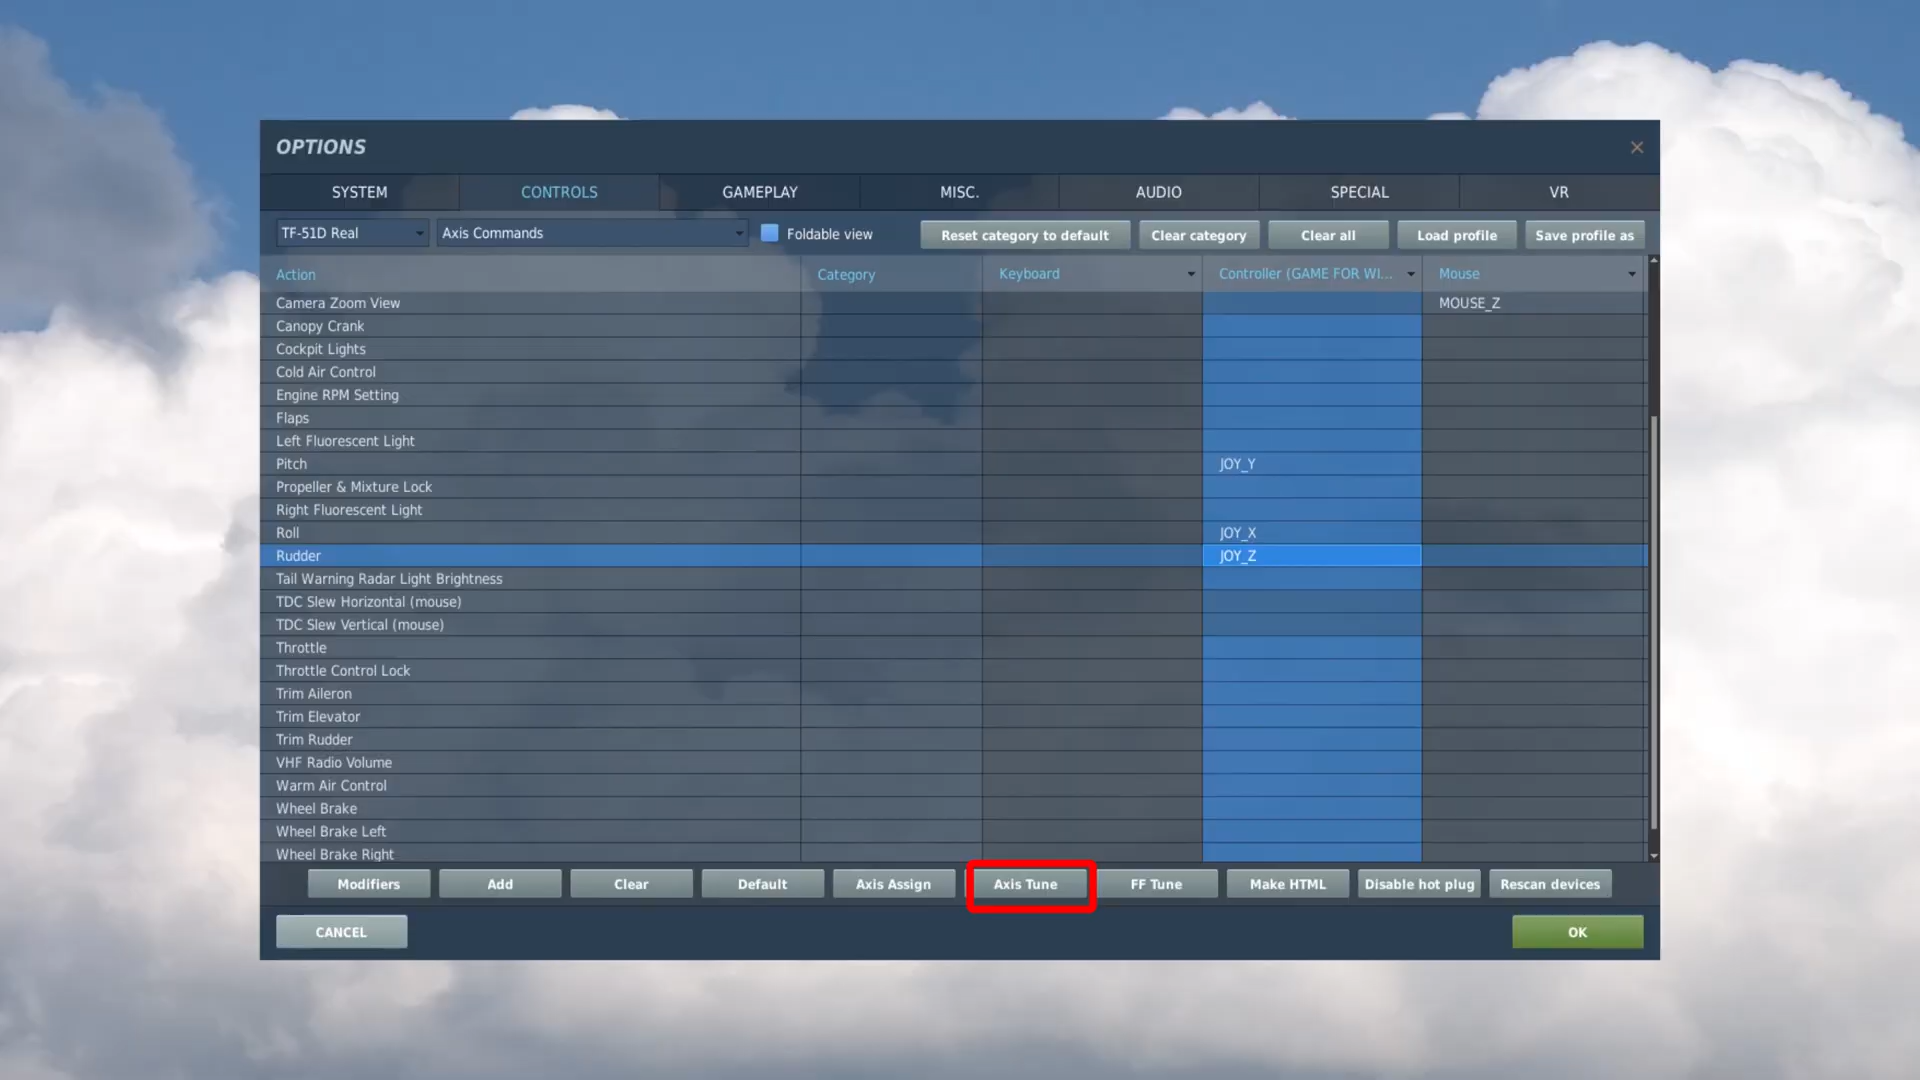 OPTIONS
×
SYSTEM CONTROLS GAMEPLAY MISC. AUDIO SPECIAL VR
TF-51D Real Axis Commands Foldable view Reset category to default Clear category Clear all Load profile Save profile as
Action Category Keyboard Controller (GAME FOR WI... Mouse
Camera Zoom View MOUSE_Z
Canopy Crank
Cockpit Lights
Cold Air Control
Engine RPM Setting
Flaps
Left Fluorescent Light
Pitch JOY_Y
Propeller & Mixture Lock
Right Fluorescent Light
Roll JOY_X
Rudder JOY_Z
Tail Warning Radar Light Brightness
TDC Slew Horizontal (mouse)
TDC Slew Vertical (mouse)
Throttle
Throttle Control Lock
Trim Aileron
Trim Elevator
Trim Rudder
VHF Radio Volume
Warm Air Control
Wheel Brake
Wheel Brake Left
Wheel Brake Right
Modifiers Add Clear Default Axis Assign Axis Tune FF Tune Make HTML Disable hot plug Rescan devices
CANCEL OK